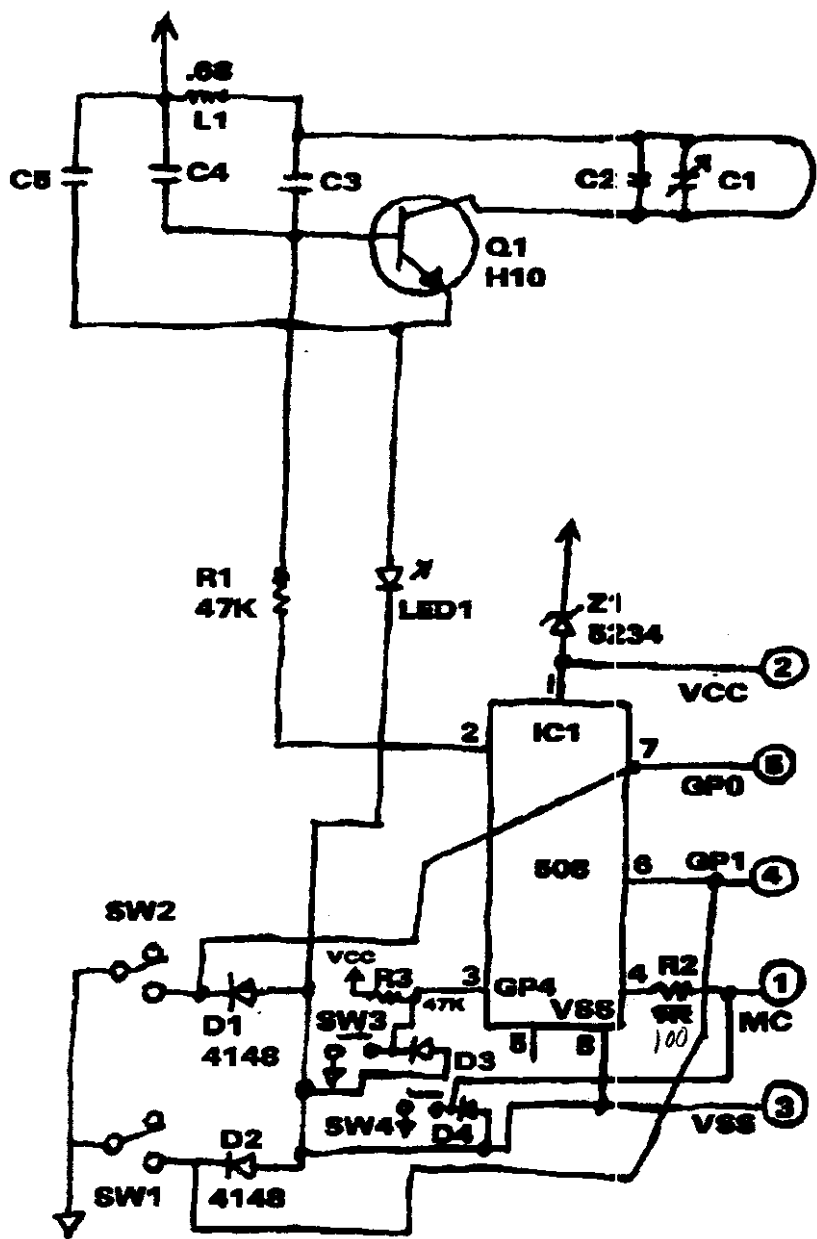 .68
L1
C5
C4
C3
C2
C1
Q1
H10
R1
47K
LED1
Z1
5234
1
2
VCC
IC1
2
7
5
GP0
508
6
GP1
4
SW2
VCC
R3
47K
3
GP4
4
R2
1
VSS
100
MC
D1
4148
SW3
5
8
D3
SW4
D4
3
VSS
D2
4148
SW1